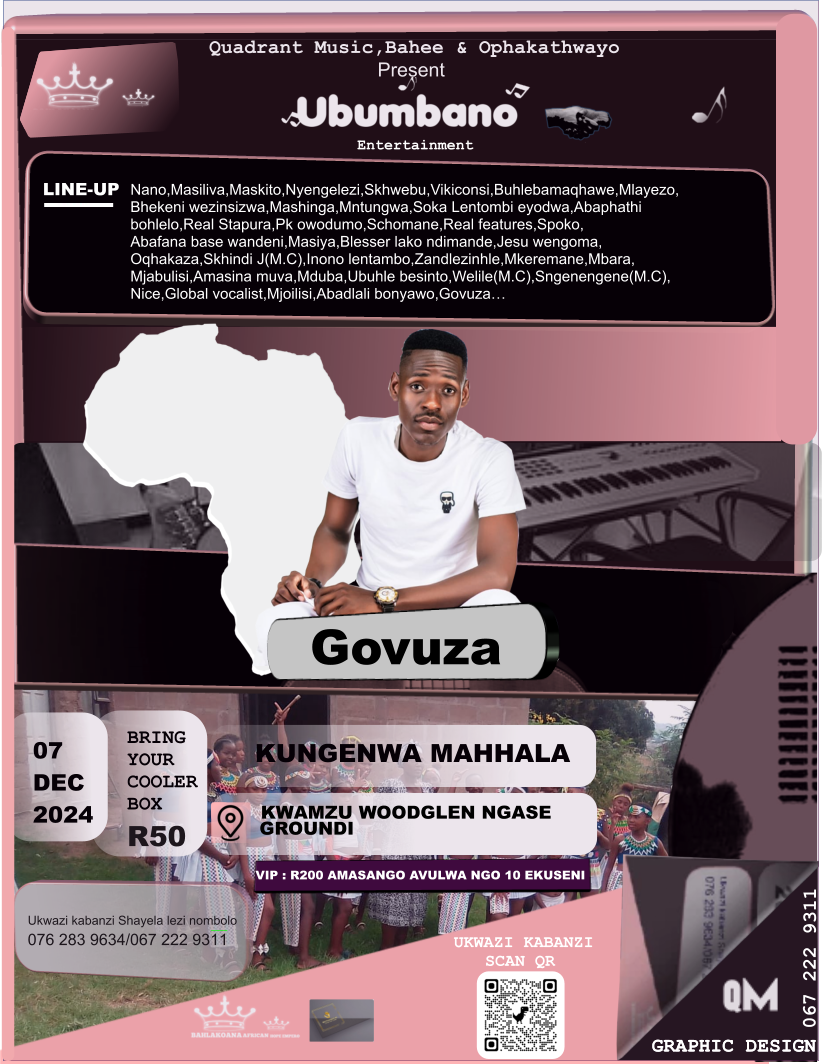 Quadrant Music,Bahee & Ophakathwayo
Present
Ubumbano
Entertainment
LINE-UP
Nano,Masiliva,Maskito,Nyengelezi,Skhwebu,Vikiconsi,Buhlebamaqhawe,Mlayezo,
Bhekeni wezinsizwa,Mashinga,Mntungwa,Soka Lentombi eyodwa,Abaphathi
bohlelo,Real Stapura,Pk owodumo,Schomane,Real features,Spoko,
Abafana base wandeni,Masiya,Blesser lako ndimande,Jesu wengoma,
Oqhakaza,Skhindi J(M.C),Inono lentambo,Zandlezinhle,Mkeremane,Mbara,
Mjabulisi,Amasina muva,Mduba,Ubuhle besinto,Welile(M.C),Sngenengene(M.C),
Nice,Global vocalist,Mjoilisi,Abadlali bonyawo,Govuza…
Govuza
07
DEC
2024
BRING
YOUR
COOLER
BOX
R50
KUNGENWA MAHHALA
KWAMZU WOODGLEN NGASE
GROUNDI
VIP : R200 AMASANGO AVULWA NGO 10 EKUSENI
Ukwazi kabanzi Shayela lezi nombolo
076 283 9634/067 222 9311
UKWAZI KABANZI
SCAN QR
QM
GRAPHIC DESIGN
067 222 9311